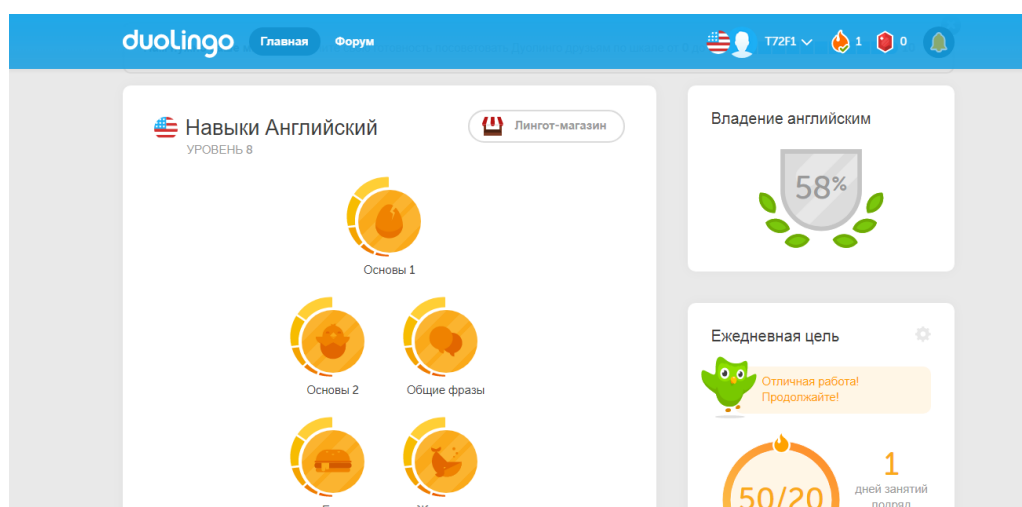 duolingo
Главная
Форум
T72F1
1
0
Навыки Английский
УРОВЕНЬ 8
Лингот-магазин
Основы 1
Основы 2
Общие фразы
Владение английским
58%
Ежедневная цель
Отличная работа!
Продолжайте!
50/20
1
дней занятий
подряд